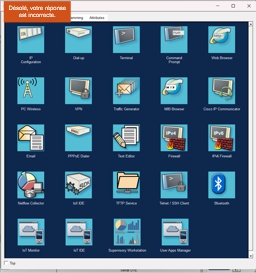 Désolé, votre réponse
est incorrecte.
Attributes
IP
Configuration
Dial-up
Terminal
Command
Prompt
Web Browser
PC Wireless
VPN
Traffic Generator
MIB Browser
Cisco IP Communicator
Email
PPPoE Dialer
Text Editor
Firewall
IPv6 Firewall
Netflow Collector
IoT IDE
TFTP Service
Telnet / SSH Client
Bluetooth
IoT Monitor
IoT IDE
Supervisory Workstation
User Apps Manager
Top